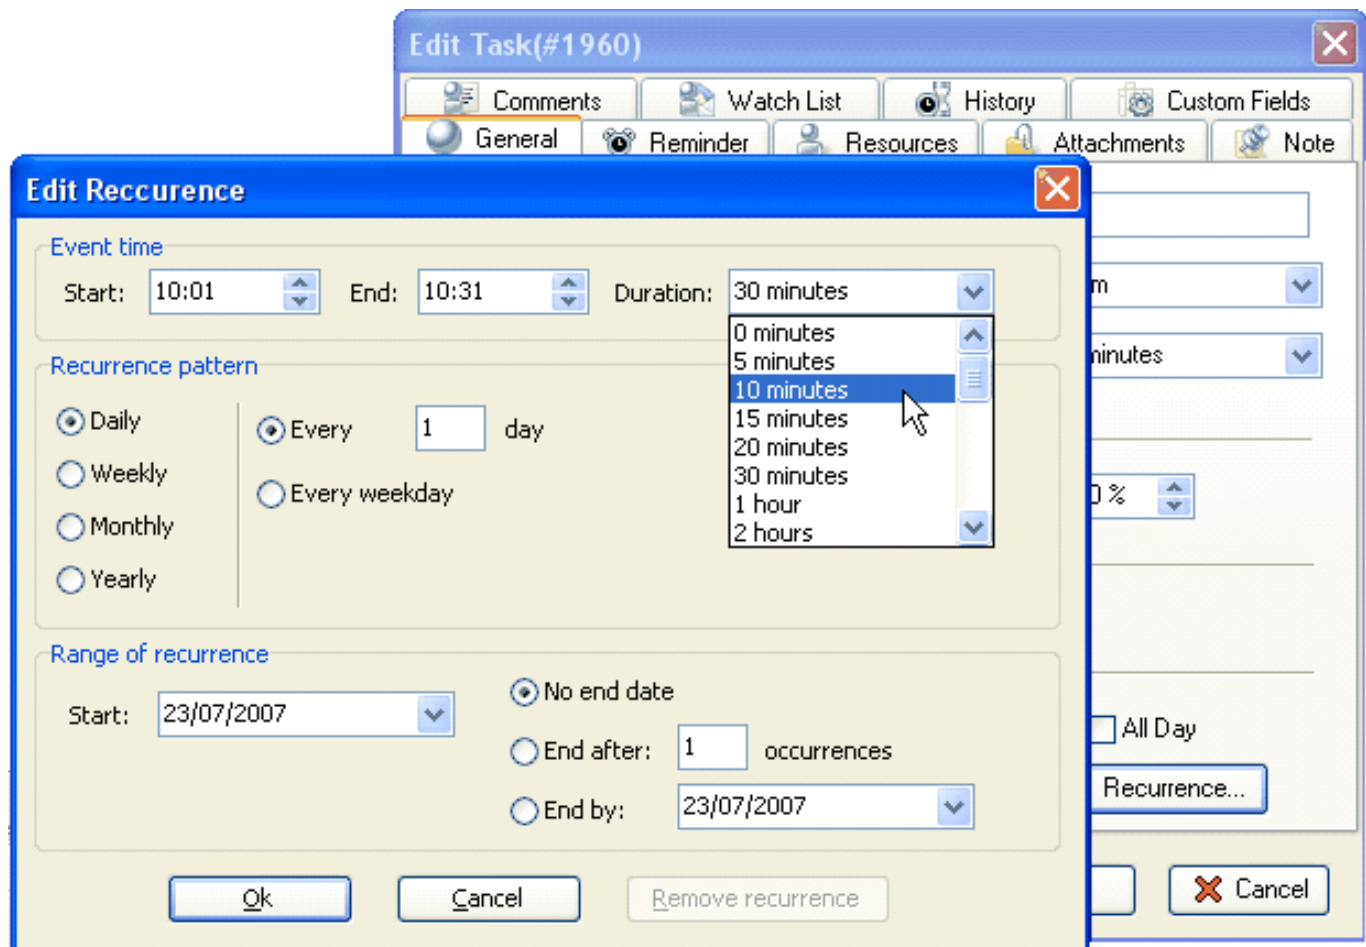 Edit Task(#1960)
Comments Watch List History Custom Fields
General Reminder Resources Attachments Note
Edit Reccurence
Event time
Start: 10:01 End: 10:31 Duration: 30 minutes
m
0 minutes
5 minutes
10 minutes
15 minutes
20 minutes
30 minutes
1 hour
2 hours
minutes
Recurrence pattern
Daily
Weekly
Monthly
Yearly
Every 1 day
Every weekday
0 %
Range of recurrence
Start: 23/07/2007
No end date
End after: 1 occurrences
End by: 23/07/2007
All Day
Recurrence...
Ok Cancel Remove recurrence
Cancel